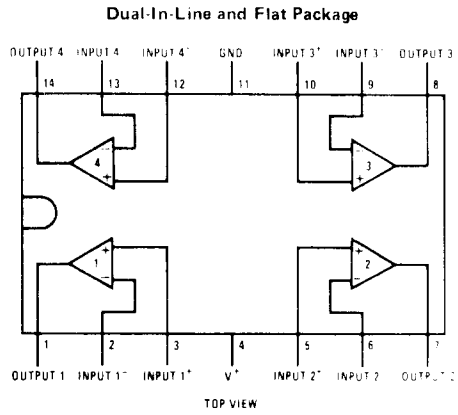 Dual-In-Line and Flat Package
OUTPUT 4 INPUT 4⁻ INPUT 4⁺ GND INPUT 3⁺ INPUT 3⁻ OUTPUT 3
14 13 12 11 10 9 8
4 − + − + 3
1 + − + − 2
1 2 3 4 5 6 7
OUTPUT 1 INPUT 1⁻ INPUT 1⁺ V⁺ INPUT 2⁺ INPUT 2⁻ OUTPUT 2
TOP VIEW